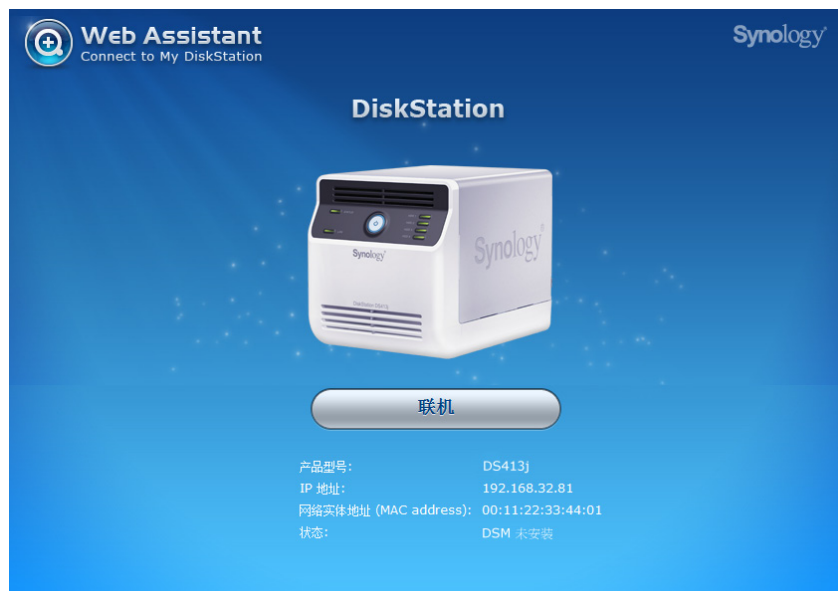 Web Assistant
Connect to My DiskStation
Synology
DiskStation
Synology
Synology
联机
产品型号: DS413j
IP 地址: 192.168.32.81
网络实体地址 (MAC address): 00:11:22:33:44:01
状态: DSM 未安装